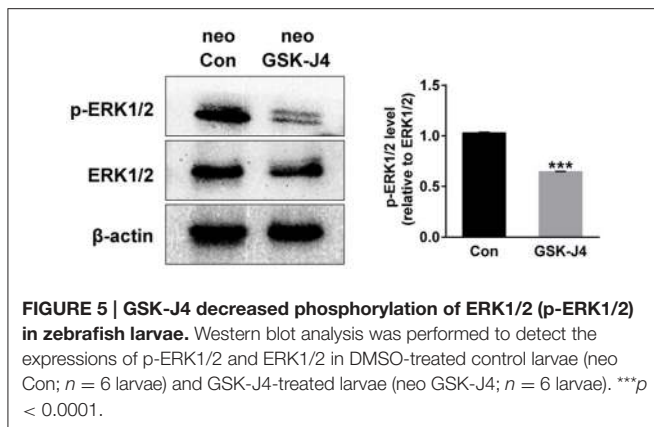 neo neo
Con GSK-J4
p-ERK1/2
ERK1/2
β-actin
p-ERK1/2 level
(relative to ERK1/2)
1.5
1.0
0.5
0.0
***
Con GSK-J4
FIGURE 5 | GSK-J4 decreased phosphorylation of ERK1/2 (p-ERK1/2)
in zebrafish larvae. Western blot analysis was performed to detect the
expressions of p-ERK1/2 and ERK1/2 in DMSO-treated control larvae (neo
Con; n = 6 larvae) and GSK-J4-treated larvae (neo GSK-J4; n = 6 larvae). ***p
< 0.0001.